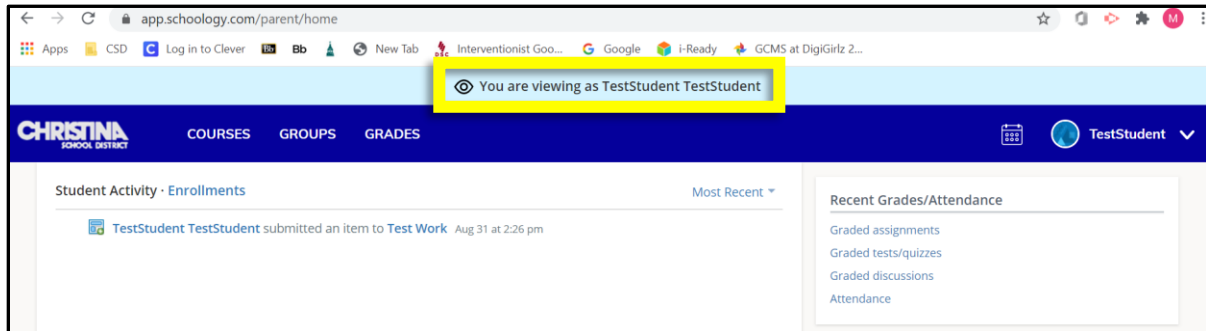 app.schoology.com/parent/home
M
Apps CSD C Log in to Clever Bb Bb New Tab DSC Interventionist Goo... G Google i-Ready GCMS at DigiGirlz 2...
You are viewing as TestStudent TestStudent
CHRISTINA
SCHOOL DISTRICT
COURSES GROUPS GRADES
TestStudent
Student Activity · Enrollments
Most Recent
TestStudent TestStudent submitted an item to Test Work Aug 31 at 2:26 pm
Recent Grades/Attendance
Graded assignments
Graded tests/quizzes
Graded discussions
Attendance